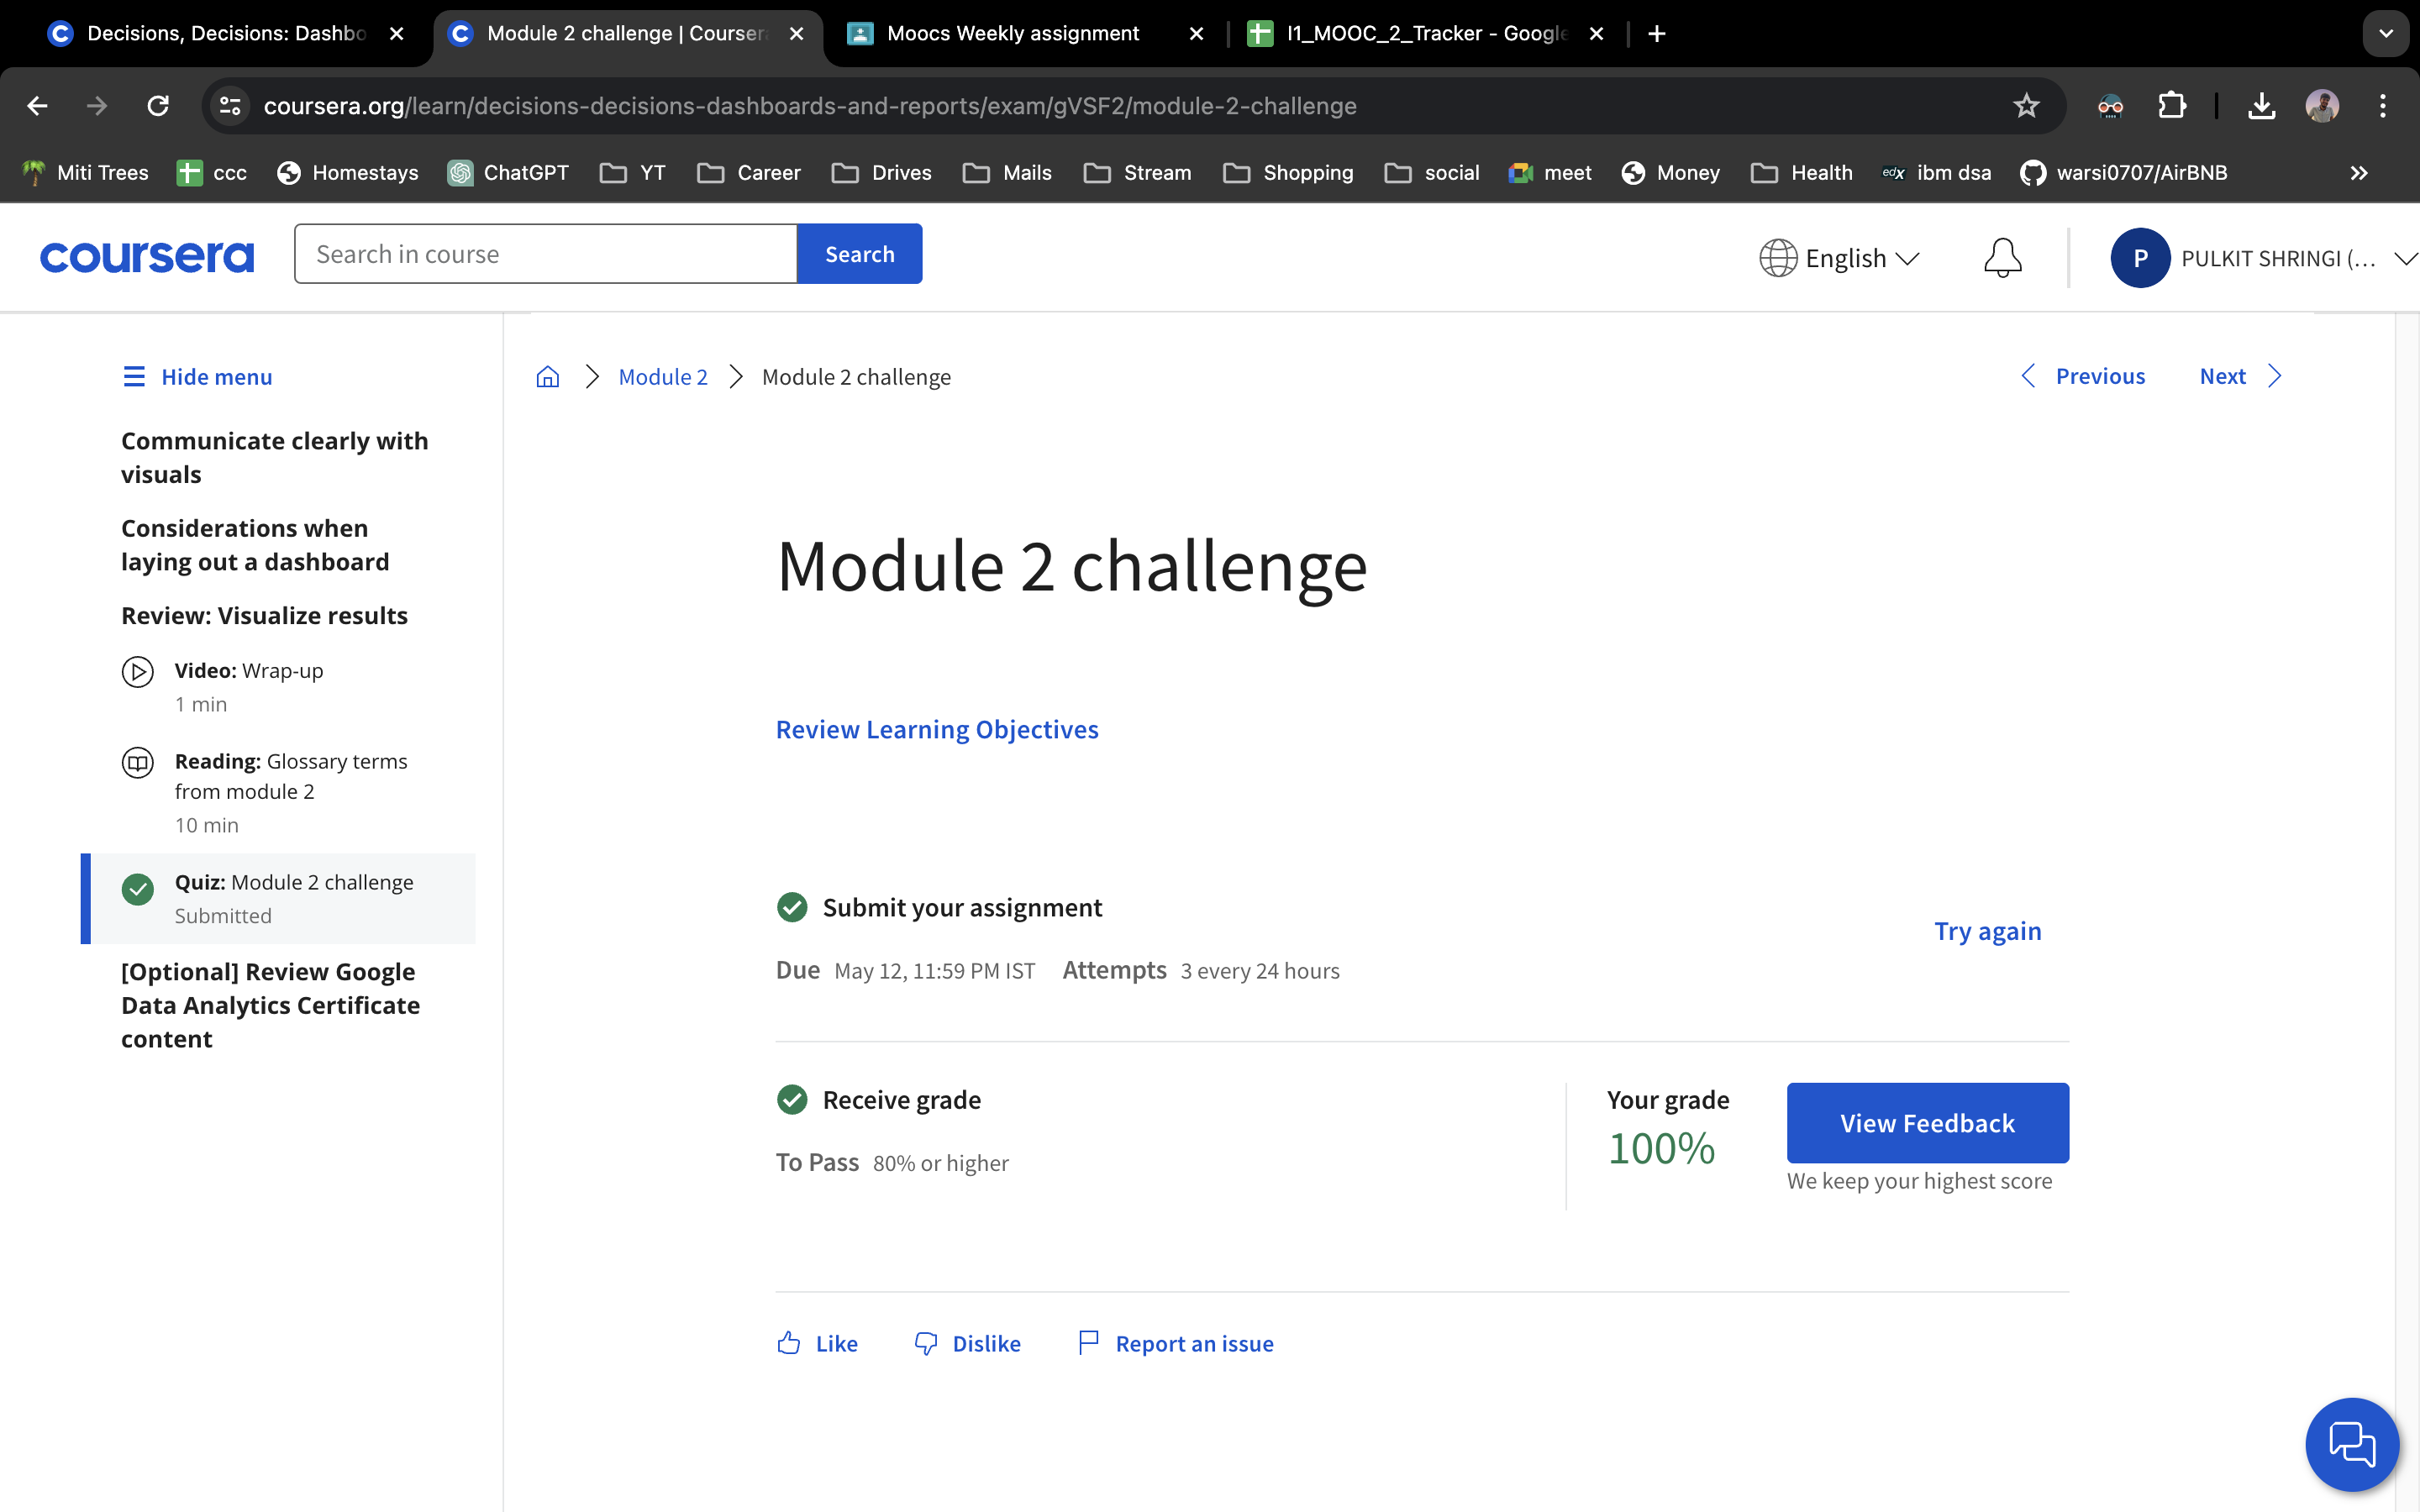 Decisions, Decisions: Dashbo
Module 2 challenge | Courser
Moocs Weekly assignment
I1_MOOC_2_Tracker - Google
coursera.org/learn/decisions-decisions-dashboards-and-reports/exam/gVSF2/module-2-challenge
Miti Trees
ccc
Homestays
ChatGPT
YT
Career
Drives
Mails
Stream
Shopping
social
meet
Money
Health
edX
ibm dsa
warsi0707/AirBNB
coursera
Search in course
Search
English
P
PULKIT SHRINGI (...
Hide menu
Module 2
Module 2 challenge
Previous
Next
Communicate clearly with
visuals
Considerations when
laying out a dashboard
Review: Visualize results
Video: Wrap-up
1 min
Reading: Glossary terms
from module 2
10 min
Quiz: Module 2 challenge
Submitted
[Optional] Review Google
Data Analytics Certificate
content
Module 2 challenge
Review Learning Objectives
Submit your assignment
Due May 12, 11:59 PM IST Attempts 3 every 24 hours
Try again
Receive grade
To Pass 80% or higher
Your grade
100%
View Feedback
We keep your highest score
Like
Dislike
Report an issue